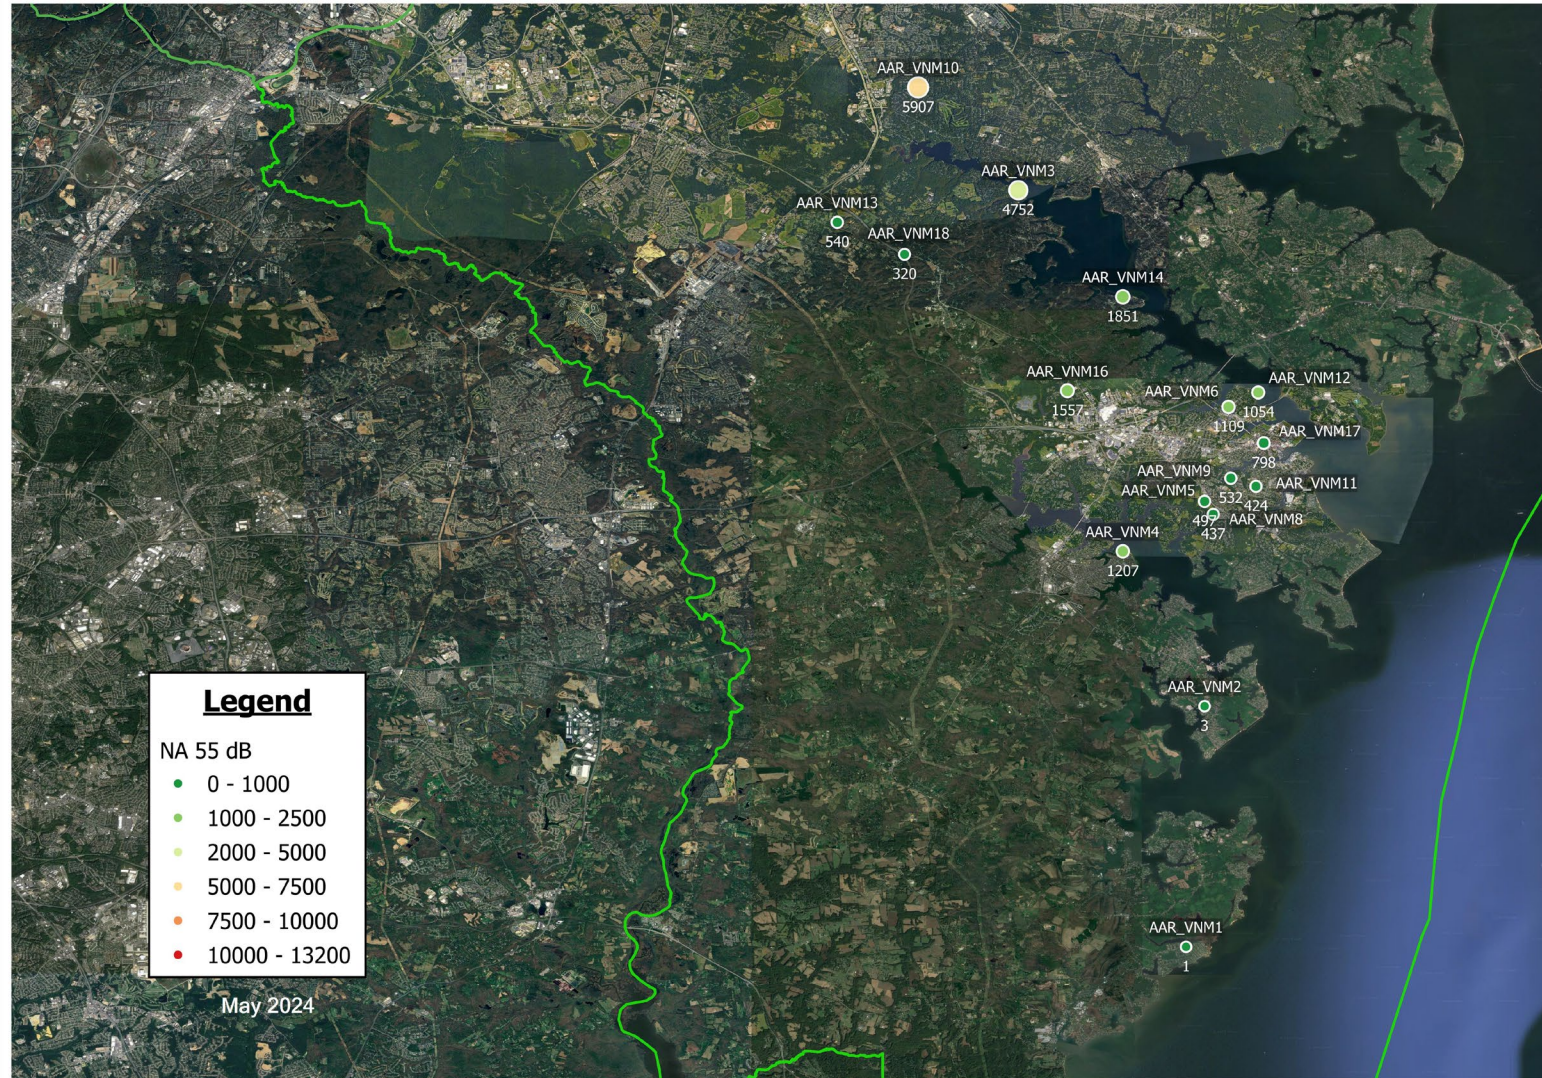 AAR_VNM10
5907
AAR_VNM3
4752
AAR_VNM13
540
AAR_VNM18
320
AAR_VNM14
1851
AAR_VNM16
1557
AAR_VNM6
1109
AAR_VNM12
1054
AAR_VNM17
798
AAR_VNM9
532
AAR_VNM11
424
AAR_VNM5
497
AAR_VNM8
437
AAR_VNM4
1207
AAR_VNM2
3
AAR_VNM1
1
Legend
NA 55 dB
0 - 1000
1000 - 2500
2000 - 5000
5000 - 7500
7500 - 10000
10000 - 13200
May 2024